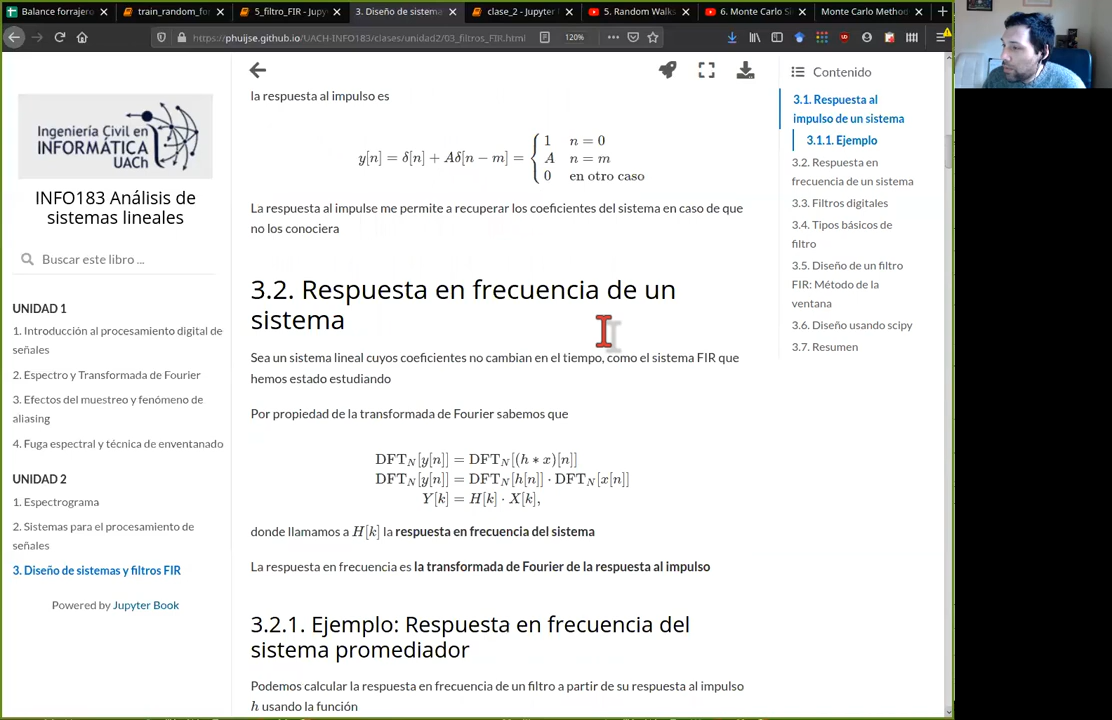 Balance forrajero
train_random_for
5_filtro_FIR - Jupyt
3. Diseño de sistema
clase_2 - Jupyter
5. Random Walks
6. Monte Carlo Si
Monte Carlo Method
https://phuijse.github.io/UACH-INFO183/clases/unidad2/03_filtros_FIR.html
120%
Ingeniería Civil en
INFORMÁTICA
UACh
INFO183 Análisis de
sistemas lineales
Buscar este libro ...
UNIDAD 1
1. Introducción al procesamiento digital de
señales
2. Espectro y Transformada de Fourier
3. Efectos del muestreo y fenómeno de
aliasing
4. Fuga espectral y técnica de enventanado
UNIDAD 2
1. Espectrograma
2. Sistemas para el procesamiento de
señales
3. Diseño de sistemas y filtros FIR
Powered by Jupyter Book
la respuesta al impulso es
y[n] = δ[n] + Aδ[n − m] = { 1 n = 0
A n = m
0 en otro caso
La respuesta al impulse me permite a recuperar los coeficientes del sistema en caso de que
no los conociera
3.2. Respuesta en frecuencia de un
sistema
Sea un sistema lineal cuyos coeficientes no cambian en el tiempo, como el sistema FIR que
hemos estado estudiando
Por propiedad de la transformada de Fourier sabemos que
DFT_N[y[n]] = DFT_N[(h * x)[n]]
DFT_N[y[n]] = DFT_N[h[n]] · DFT_N[x[n]]
Y[k] = H[k] · X[k],
donde llamamos a H[k] la respuesta en frecuencia del sistema
La respuesta en frecuencia es la transformada de Fourier de la respuesta al impulso
3.2.1. Ejemplo: Respuesta en frecuencia del
sistema promediador
Podemos calcular la respuesta en frecuencia de un filtro a partir de su respuesta al impulso
h usando la función
Contenido
3.1. Respuesta al
impulso de un sistema
3.1.1. Ejemplo
3.2. Respuesta en
frecuencia de un sistema
3.3. Filtros digitales
3.4. Tipos básicos de
filtro
3.5. Diseño de un filtro
FIR: Método de la
ventana
3.6. Diseño usando scipy
3.7. Resumen